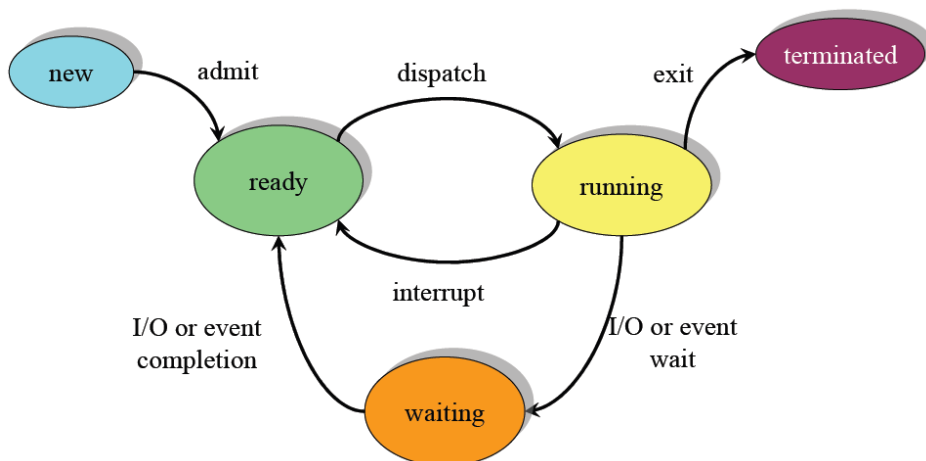 new
admit
dispatch
exit
terminated
ready
running
interrupt
I/O or event
completion
I/O or event
wait
waiting